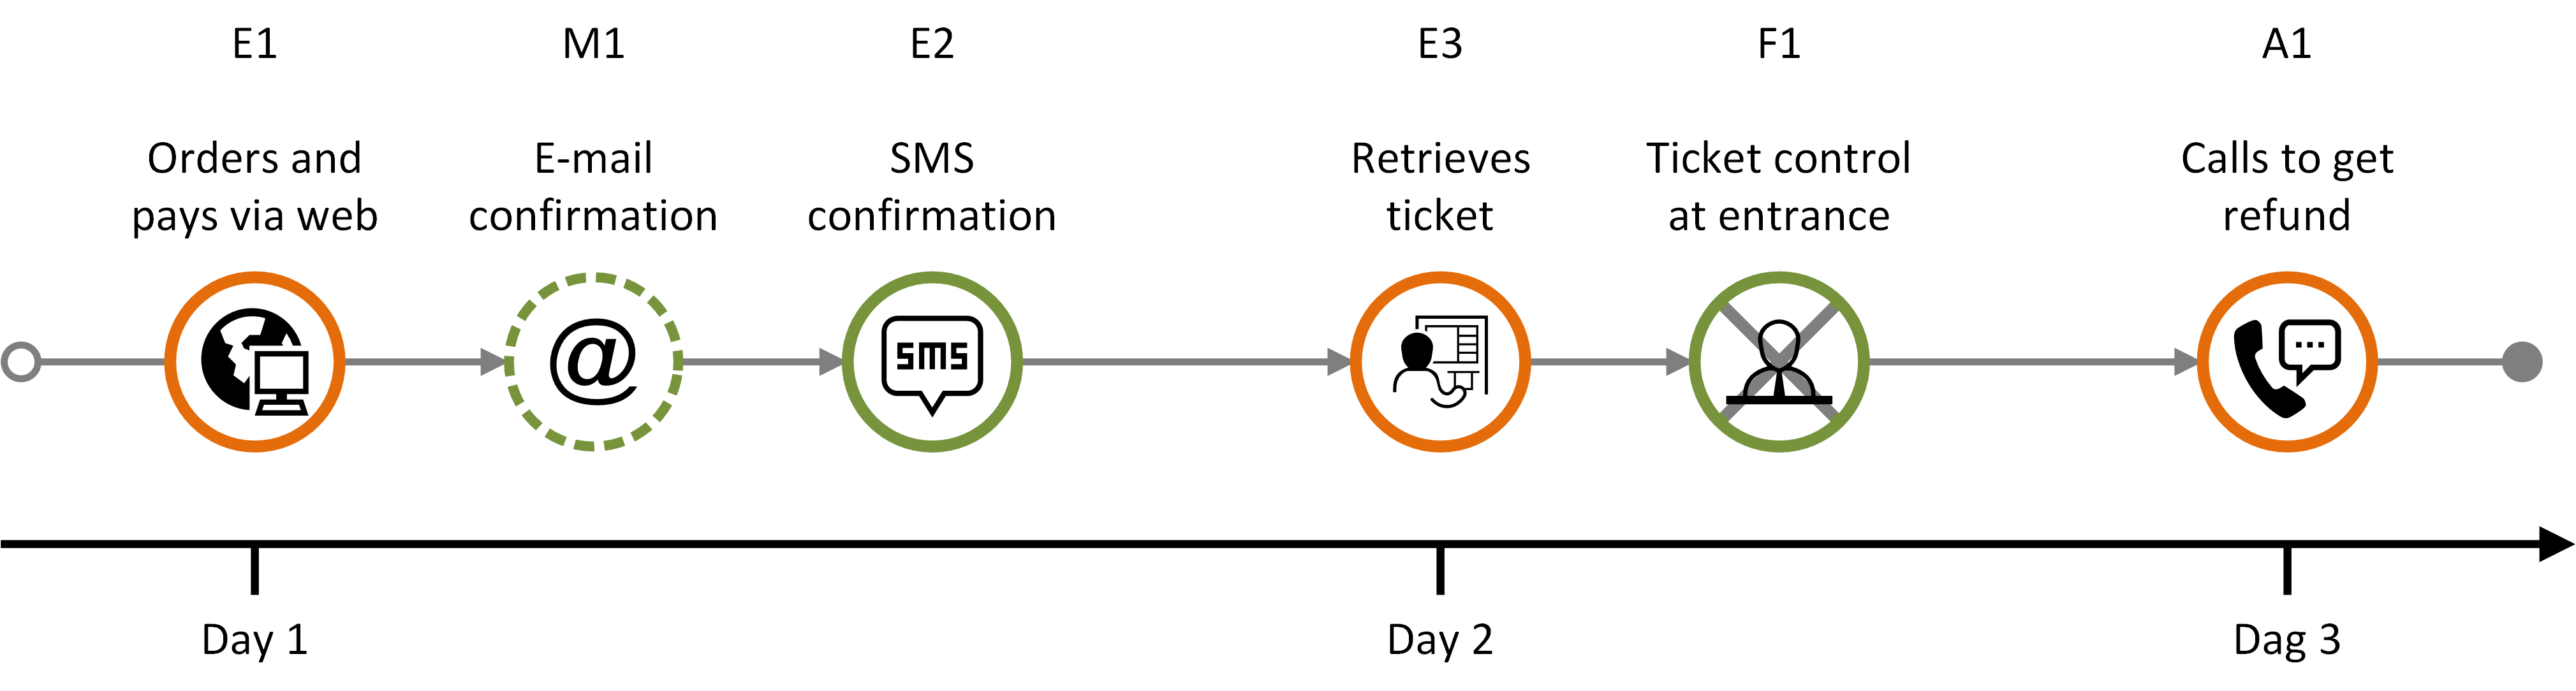 E1
M1
E2
E3
F1
A1
Orders and
pays via web
E-mail
confirmation
SMS
confirmation
Retrieves
ticket
Ticket control
at entrance
Calls to get
refund
@
SMS
Day 1
Day 2
Dag 3